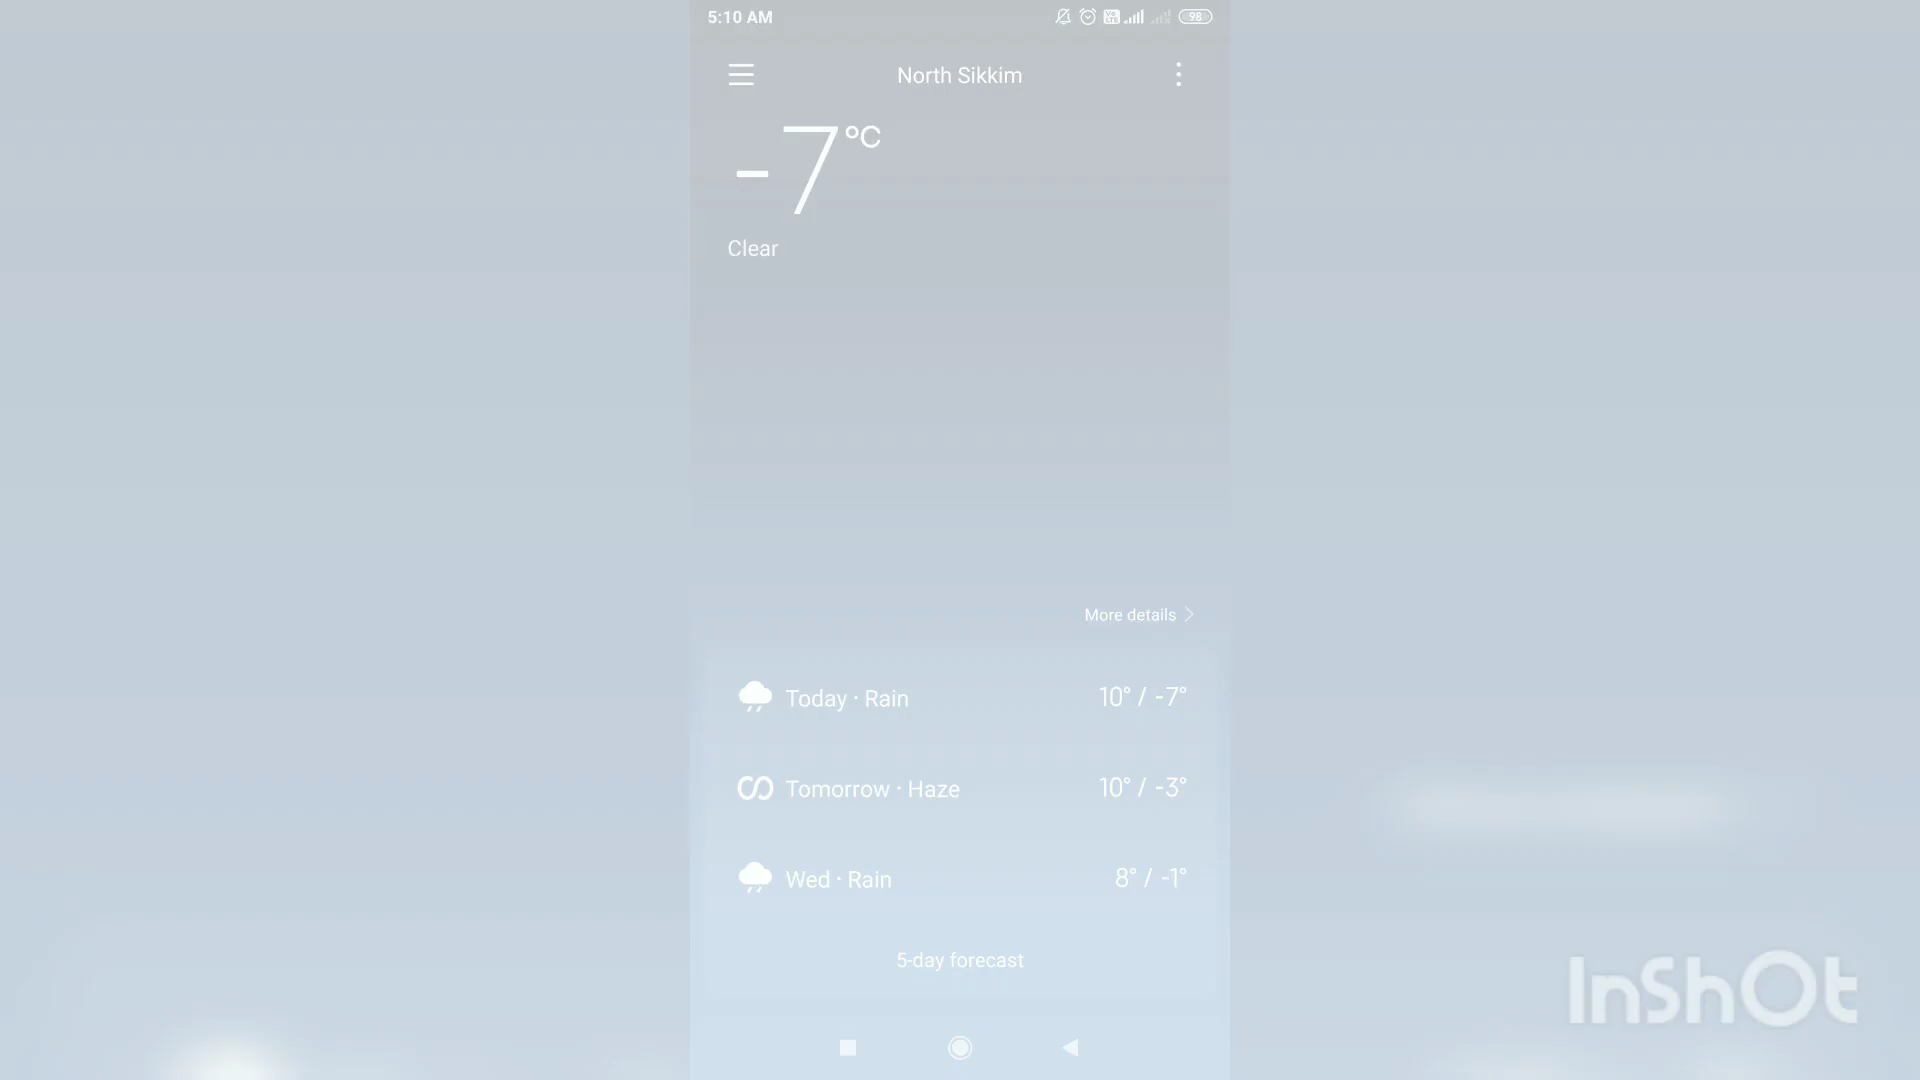 5:10 AM
98
North Sikkim
-7°C
Clear
More details
Today · Rain 10° / -7°
Tomorrow · Haze 10° / -3°
Wed · Rain 8° / -1°
5-day forecast
InShOt